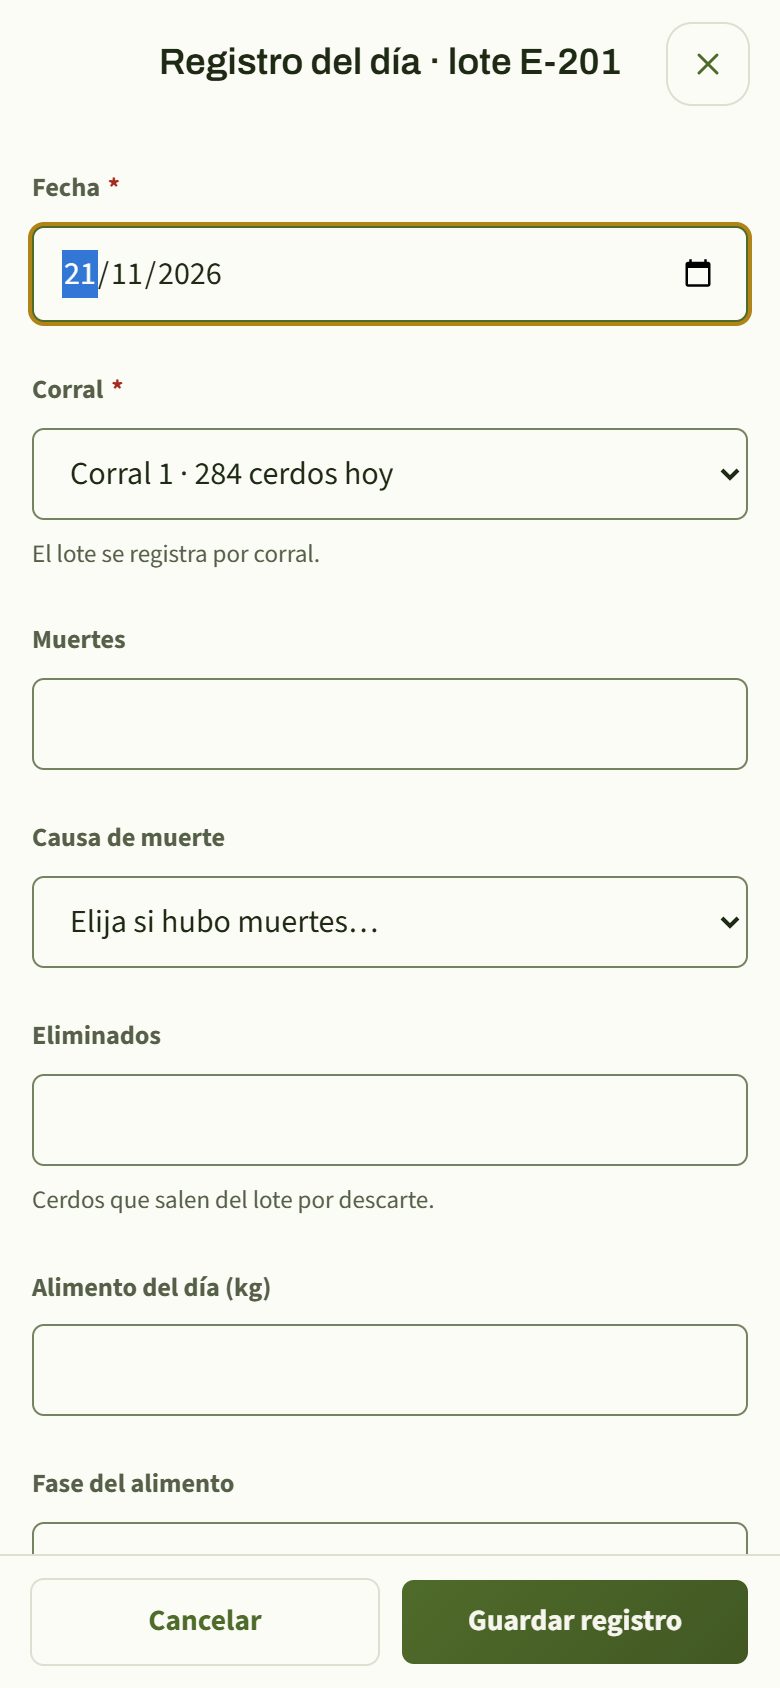 Registro del día · lote E-201
Fecha *
21/11/2026
Corral *
Corral 1 · 284 cerdos hoy
El lote se registra por corral.
Muertes
Causa de muerte
Elija si hubo muertes…
Eliminados
Cerdos que salen del lote por descarte.
Alimento del día (kg)
Fase del alimento
Cancelar
Guardar registro